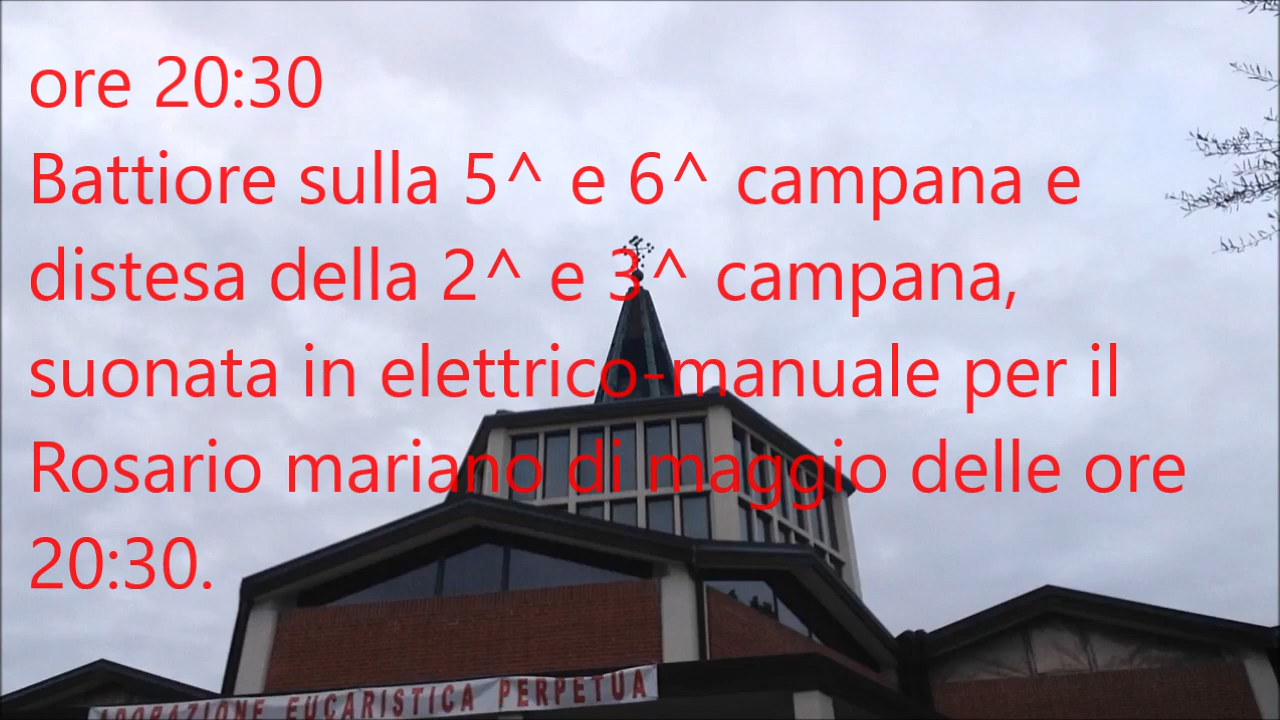 ore 20:30
Battiore sulla 5^ e 6^ campana e
distesa della 2^ e 3^ campana,
suonata in elettrico-manuale per il
Rosario mariano di maggio delle ore
20:30.
ADORAZIONE EUCARISTICA PERPETUA